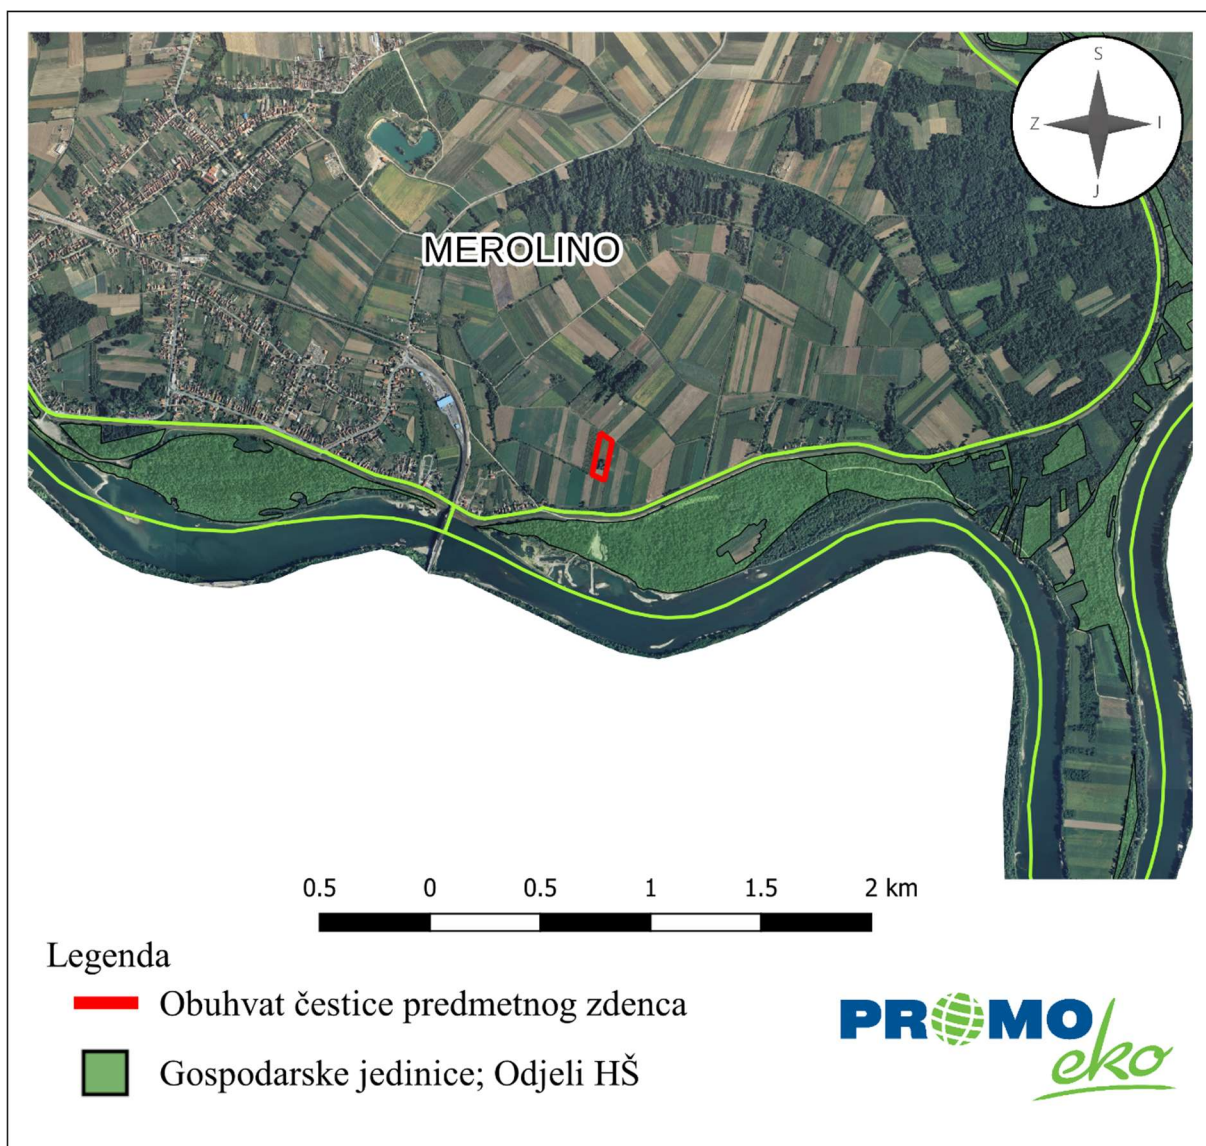 S
Z I
J
MEROLINO
0.5 0 0.5 1 1.5 2 km
Legenda
Obuhvat čestice predmetnog zdenca
Gospodarske jedinice; Odjeli HŠ
PROMO
eko